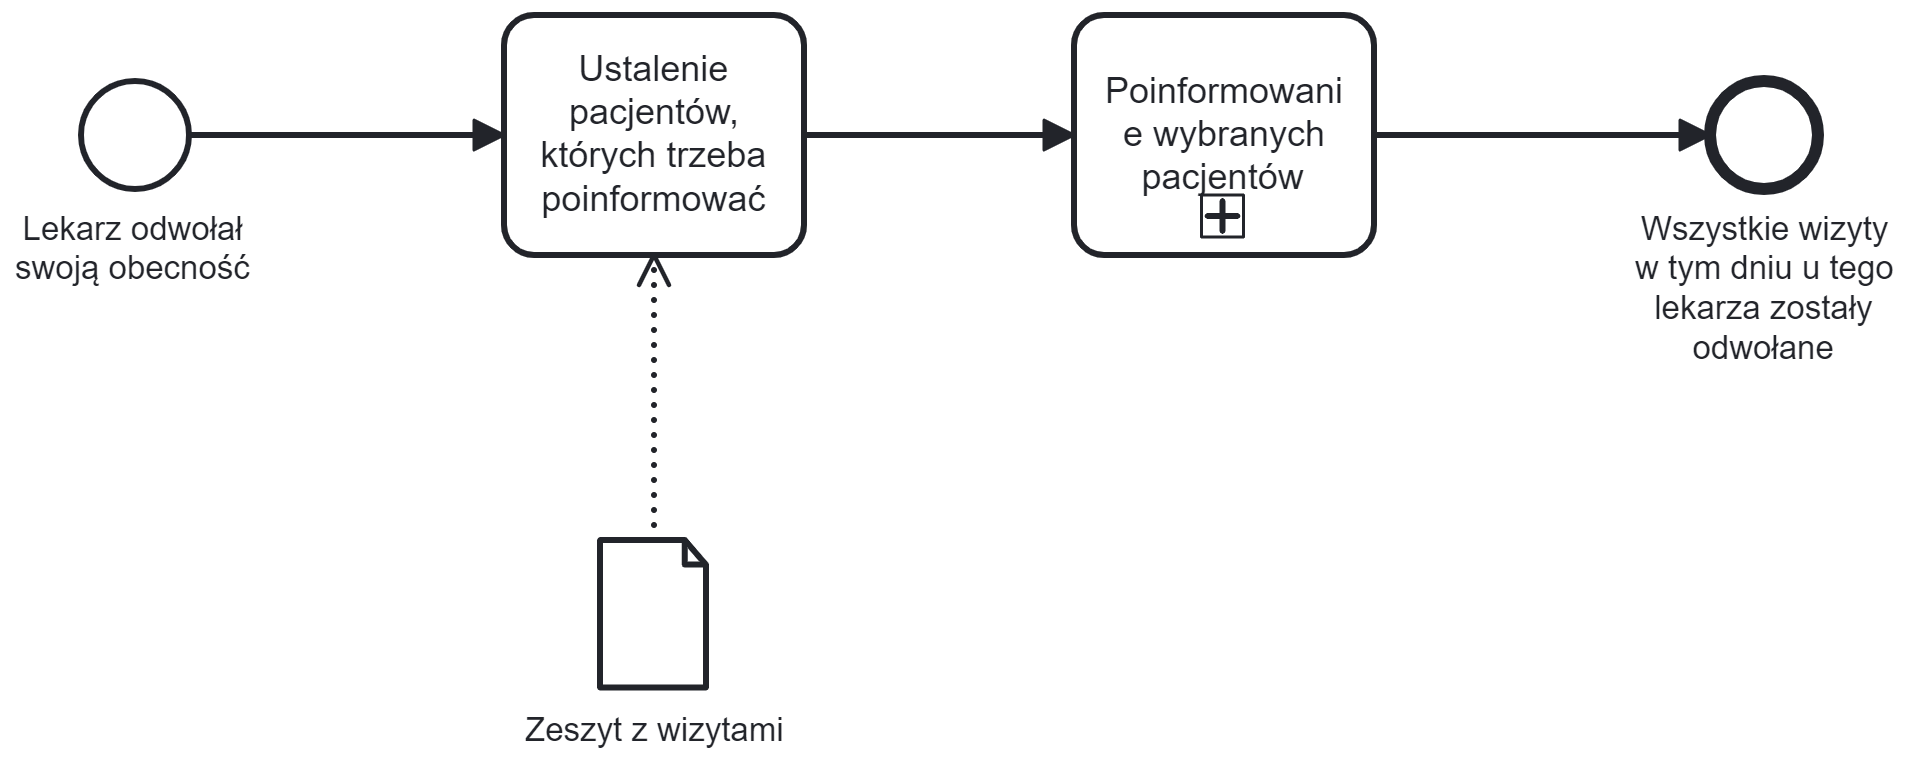 Lekarz odwołał
swoją obecność
Ustalenie
pacjentów,
których trzeba
poinformować
Poinformowani
e wybranych
pacjentów
Wszystkie wizyty
w tym dniu u tego
lekarza zostały
odwołane
Zeszyt z wizytami